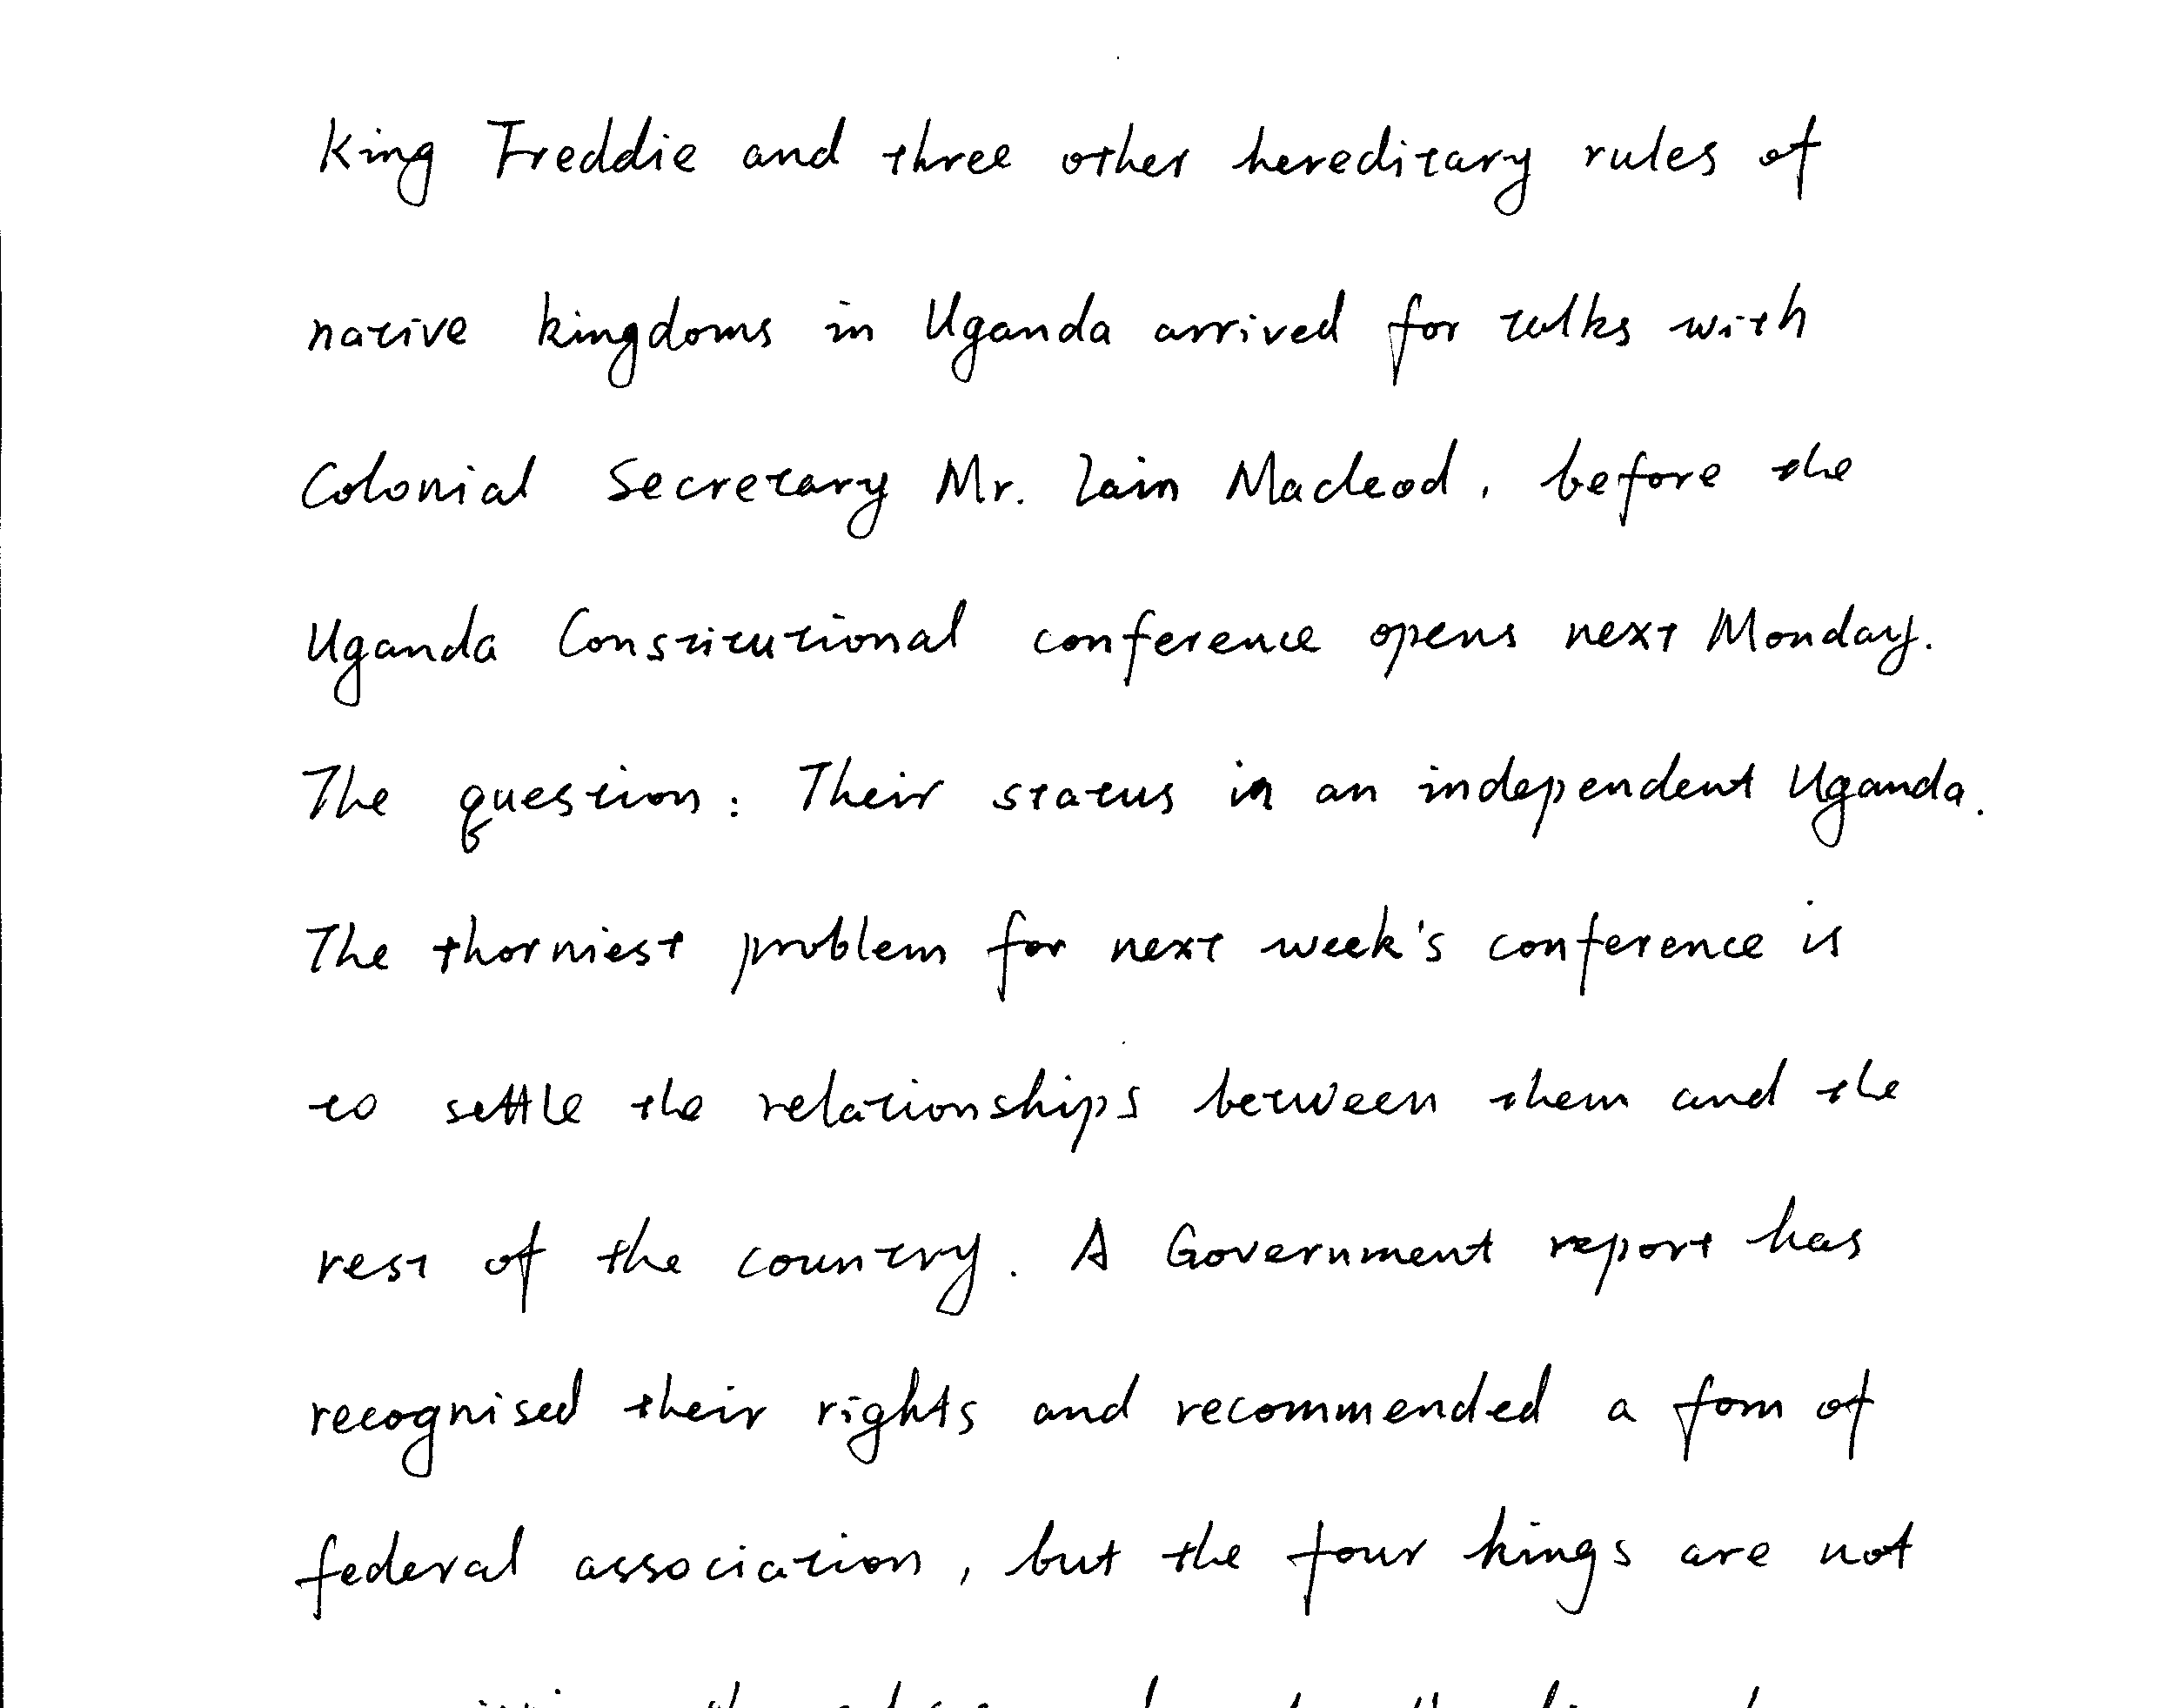 King Freddie and three other hereditary rules of
native kingdoms in Uganda arrived for talks with
Colonial Secretary Mr. Iain Macleod, before the
Uganda Constitutional conference opens next Monday.
The question: Their status in an independent Uganda.
The thorniest problem for next week's conference is
to settle the relationships between them and the
rest of the country. A Government report has
recognised their rights and recommended a fom of
federal association, but the four kings are not